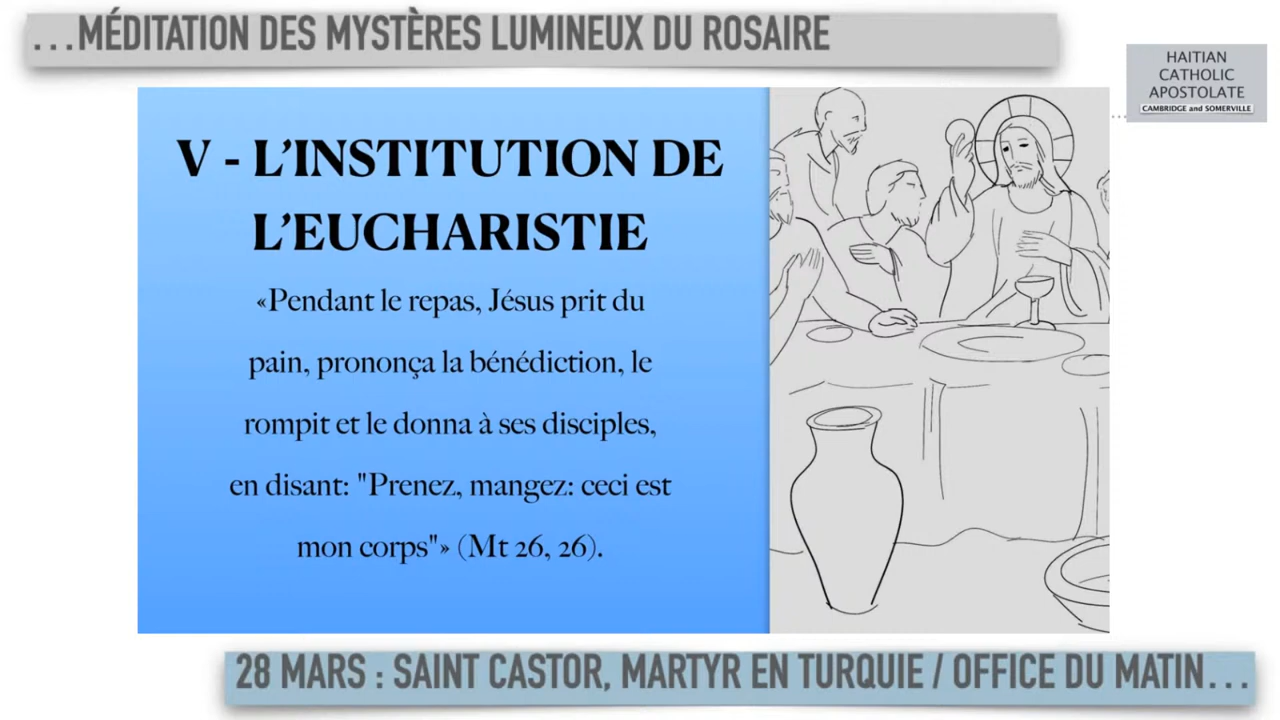 ...MÉDITATION DES MYSTÈRES LUMINEUX DU ROSAIRE
HAITIAN
CATHOLIC
APOSTOLATE
CAMBRIDGE and SOMERVILLE
V - L’INSTITUTION DE
L’EUCHARISTIE
«Pendant le repas, Jésus prit du
pain, prononça la bénédiction, le
rompit et le donna à ses disciples,
en disant: "Prenez, mangez: ceci est
mon corps"» (Mt 26, 26).
28 MARS : SAINT CASTOR, MARTYR EN TURQUIE / OFFICE DU MATIN...